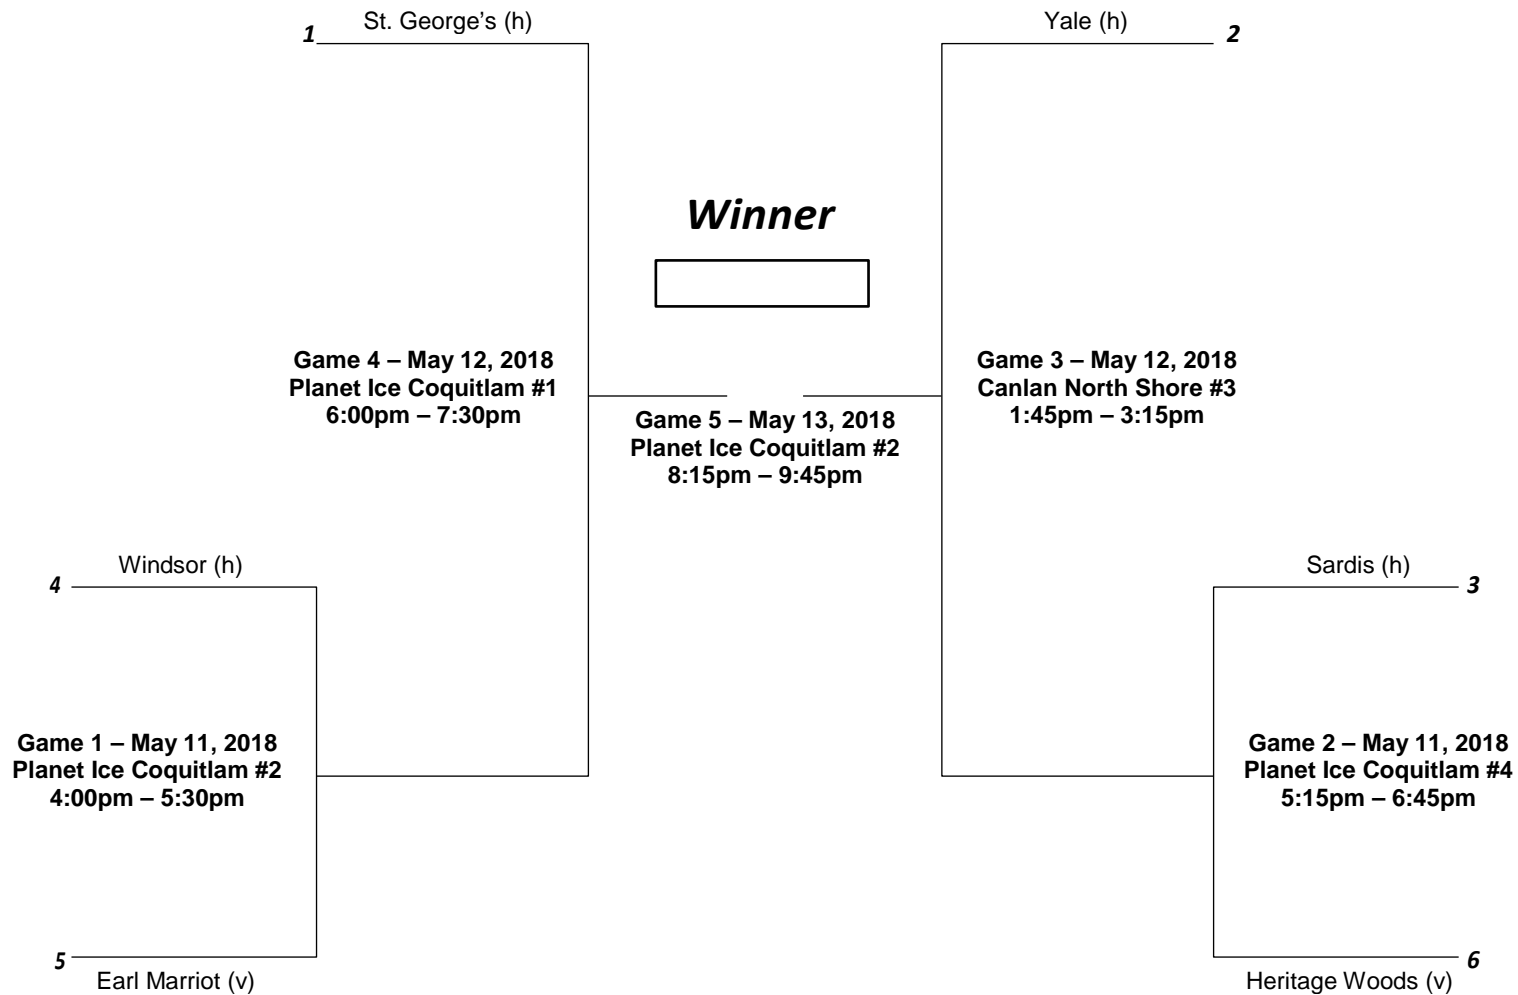 St. George’s (h)
1
Yale (h)
2
Winner
Game 4 – May 12, 2018
Planet Ice Coquitlam #1
6:00pm – 7:30pm
Game 3 – May 12, 2018
Canlan North Shore #3
1:45pm – 3:15pm
Game 5 – May 13, 2018
Planet Ice Coquitlam #2
8:15pm – 9:45pm
Windsor (h)
4
Sardis (h)
3
Game 1 – May 11, 2018
Planet Ice Coquitlam #2
4:00pm – 5:30pm
Game 2 – May 11, 2018
Planet Ice Coquitlam #4
5:15pm – 6:45pm
5
Earl Marriot (v)
6
Heritage Woods (v)